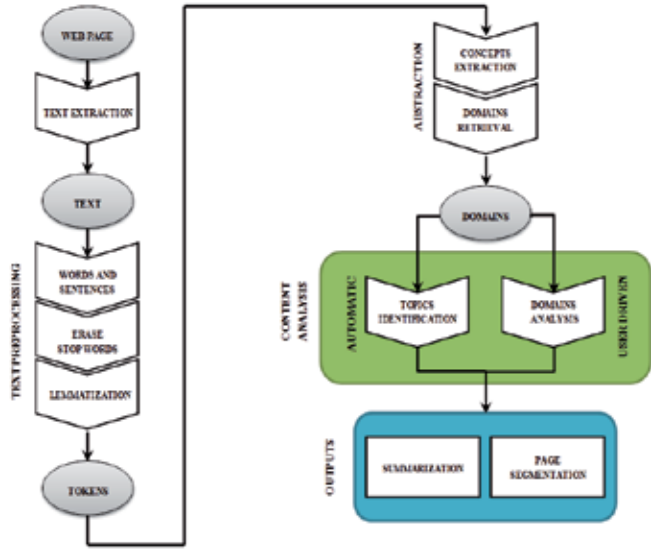 WEB PAGE
TEXT EXTRACTION
TEXT
TEXT PREPROCESSING
WORDS AND
SENTENCES
ERASE
STOP WORDS
LEMMATIZATION
TOKENS
ABSTRACTION
CONCEPTS
EXTRACTION
DOMAINS
RETRIEVAL
DOMAINS
CONTENT
ANALYSIS
AUTOMATIC
TOPICS
IDENTIFICATION
DOMAINS
ANALYSIS
USER DRIVEN
OUTPUTS
SUMMARIZATION
PAGE
SEGMENTATION